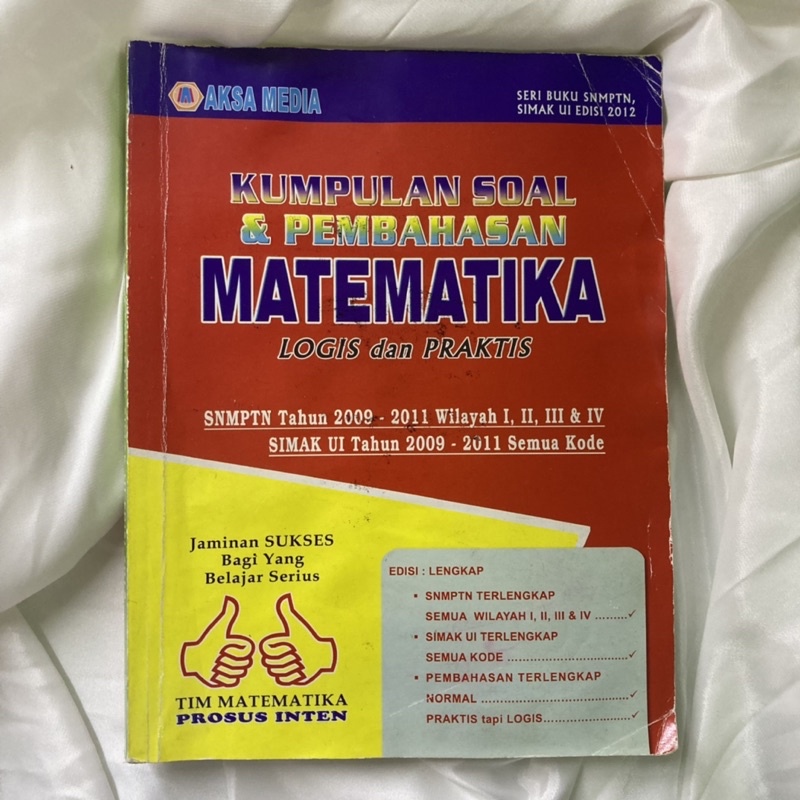 AKSA MEDIA
SERI BUKU SNMPTN,
SIMAK UI EDISI 2012
KUMPULAN SOAL
& PEMBAHASAN
MATEMATIKA
LOGIS dan PRAKTIS
SNMPTN Tahun 2009 - 2011 Wilayah I, II, III & IV
SIMAK UI Tahun 2009 - 2011 Semua Kode
Jaminan SUKSES
Bagi Yang
Belajar Serius
TIM MATEMATIKA
PROSUS INTEN
EDISI : LENGKAP
• SNMPTN TERLENGKAP
SEMUA WILAYAH I, II, III & IV ......... ✓
• SIMAK UI TERLENGKAP
SEMUA KODE ................................ ✓
• PEMBAHASAN TERLENGKAP
NORMAL ....................................... ✓
PRAKTIS tapi LOGIS....................... ✓